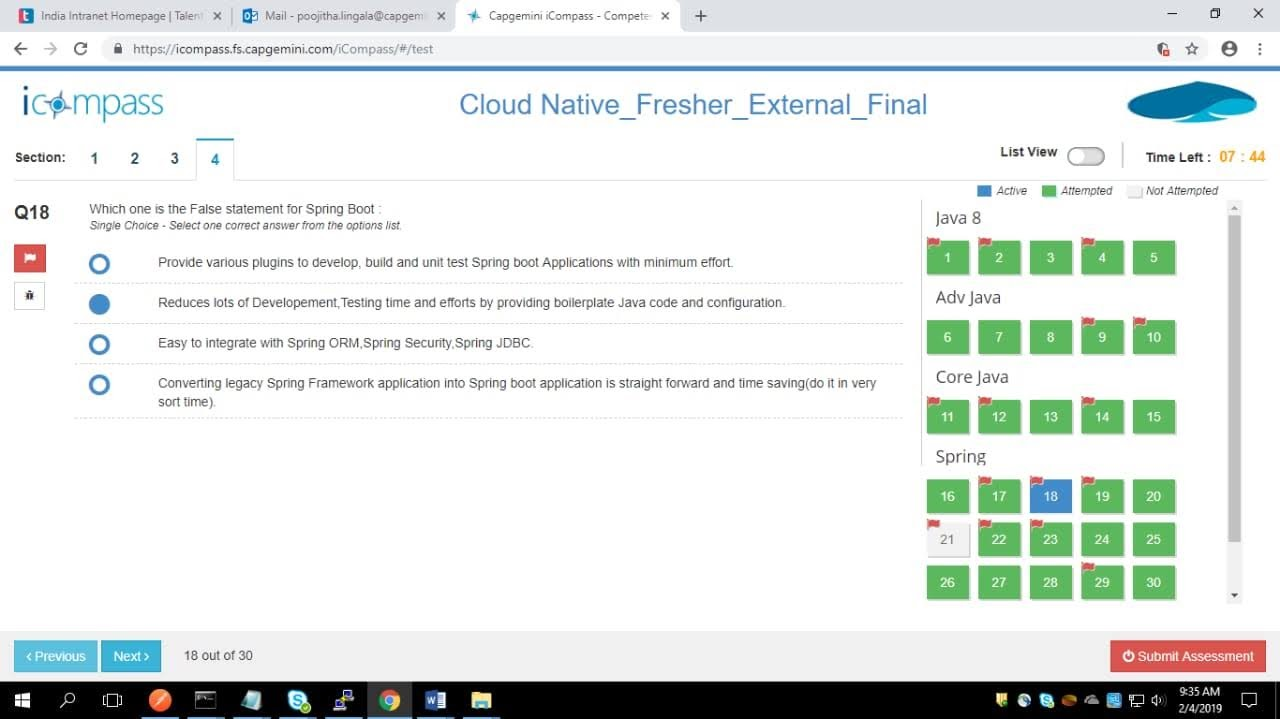 India Intranet Homepage | Talent
Mail - poojitha.lingala@capgemi
Capgemini iCompass - Compete
https://icompass.fs.capgemini.com/iCompass/#/test
icompass
Cloud Native_Fresher_External_Final
Section: 1 2 3 4
List View
Time Left : 07 : 44
Active Attempted Not Attempted
Q18
Which one is the False statement for Spring Boot :
Single Choice - Select one correct answer from the options list.
Provide various plugins to develop, build and unit test Spring boot Applications with minimum effort.
Reduces lots of Developement,Testing time and efforts by providing boilerplate Java code and configuration.
Easy to integrate with Spring ORM,Spring Security,Spring JDBC.
Converting legacy Spring Framework application into Spring boot application is straight forward and time saving(do it in very
sort time).
Java 8
1 2 3 4 5
Adv Java
6 7 8 9 10
Core Java
11 12 13 14 15
Spring
16 17 18 19 20
21 22 23 24 25
26 27 28 29 30
‹ Previous
Next ›
18 out of 30
Submit Assessment
9:35 AM
2/4/2019